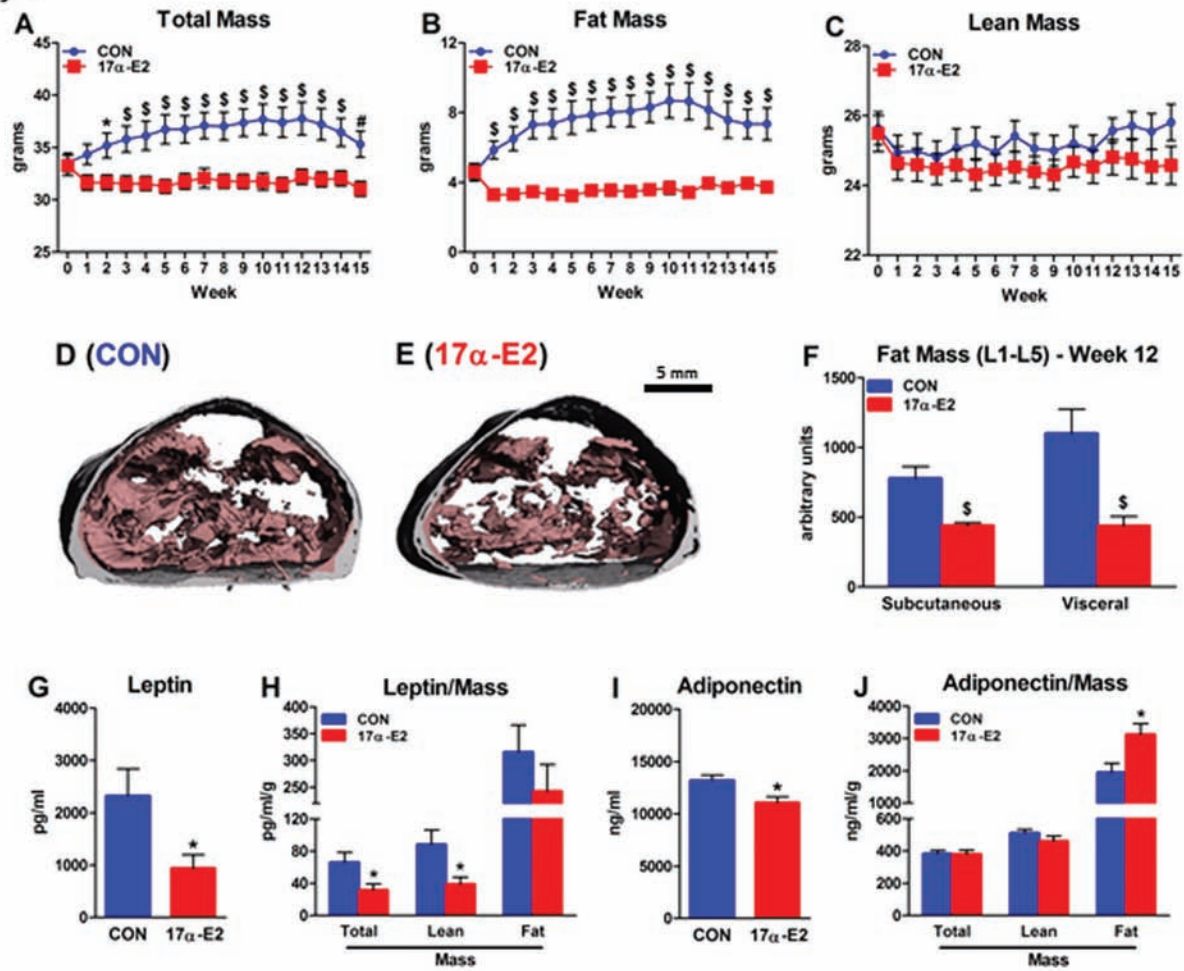 A
Total Mass
45
40
35
30
25
grams
CON
17α-E2
*
$ $ $ $ $ $ $ $ $ $ $ $
#
0 1 2 3 4 5 6 7 8 9 10 11 12 13 14 15
Week
B
Fat Mass
12
8
4
0
grams
CON
17α-E2
$ $ $ $ $ $ $ $ $ $ $ $ $ $ $
0 1 2 3 4 5 6 7 8 9 10 11 12 13 14 15
Week
C
Lean Mass
28
26
24
22
grams
CON
17α-E2
0 1 2 3 4 5 6 7 8 9 10 11 12 13 14 15
Week
D (CON)
E (17α-E2)
5 mm
F
Fat Mass (L1-L5) - Week 12
1500
1000
500
0
arbitrary units
CON
17α-E2
$
$
Subcutaneous Visceral
G
Leptin
4000
3000
2000
1000
0
pg/ml
*
CON 17α-E2
H
Leptin/Mass
400
350
300
250
120
80
40
0
pg/ml/g
CON
17α-E2
*
*
Total Lean Fat
Mass
I
Adiponectin
20000
15000
10000
5000
0
ng/ml
*
CON 17α-E2
J
Adiponectin/Mass
4000
3000
2000
1000
600
400
200
0
ng/ml/g
CON
17α-E2
*
Total Lean Fat
Mass